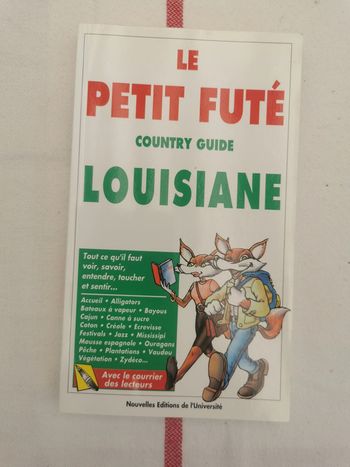 LE
PETIT FUTÉ
COUNTRY GUIDE
LOUISIANE
Tout ce qu'il faut
voir, savoir,
entendre, toucher
et sentir...
Accueil • Alligators
Bateaux à vapeur • Bayous
Cajun • Canne à sucre
Coton • Créole • Ecrevisse
Festivals • Jazz • Mississipi
Mousse espagnole • Ouragans
Pêche • Plantations • Vaudou
Végétation • Zydéco...
Avec le courrier
des lecteurs
Nouvelles Editions de l'Université